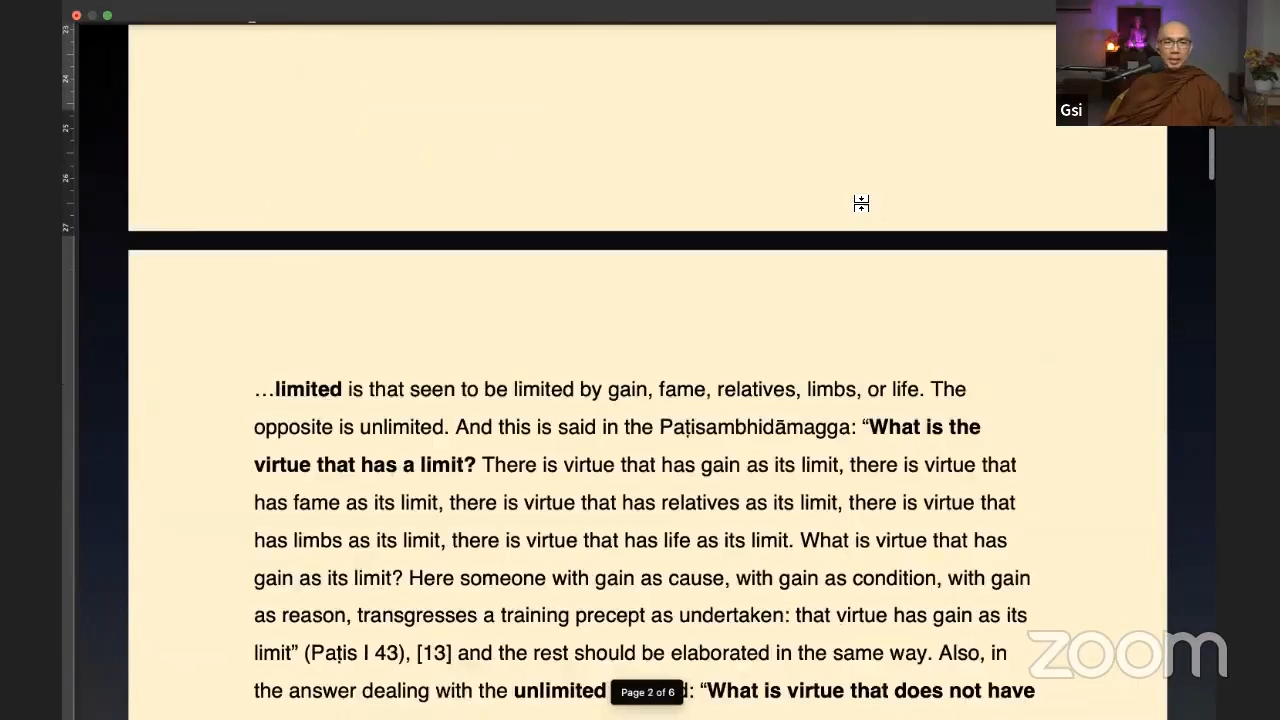 23
24
25
26
27
Gsi
…limited is that seen to be limited by gain, fame, relatives, limbs, or life. The
opposite is unlimited. And this is said in the Paṭisambhidāmagga: “What is the
virtue that has a limit? There is virtue that has gain as its limit, there is virtue that
has fame as its limit, there is virtue that has relatives as its limit, there is virtue that
has limbs as its limit, there is virtue that has life as its limit. What is virtue that has
gain as its limit? Here someone with gain as cause, with gain as condition, with gain
as reason, transgresses a training precept as undertaken: that virtue has gain as its
limit” (Paṭis I 43), [13] and the rest should be elaborated in the same way. Also, in
the answer dealing with the unlimited d: “What is virtue that does not have
Page 2 of 6
zoom